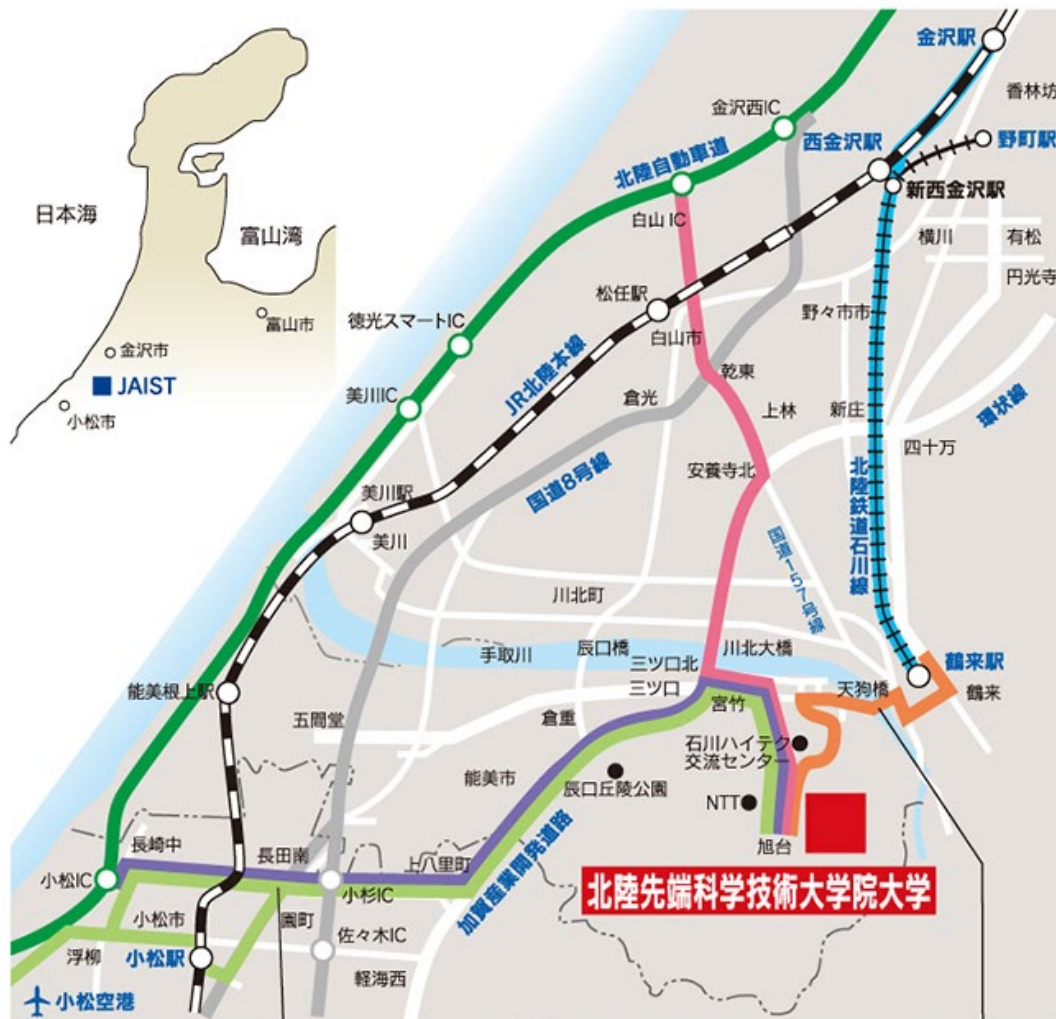 金沢駅
香林坊
金沢西IC
西金沢駅
野町駅
北陸自動車道
新西金沢駅
日本海
富山湾
白山IC
横川
有松
円光寺
松任駅
野々市市
富山市
徳光スマートIC
白山市
金沢市
JR北陸本線
乾東
JAIST
美川IC
倉光
上林
新庄
環状線
小松市
四十万
安養寺北
国道8号線
北陸鉄道石川線
美川駅
美川
国道157号線
川北町
手取川
辰口橋
川北大橋
三ツ口北
鶴来駅
能美根上駅
三ツ口
天狗橋
鶴来
宮竹
五間堂
倉重
石川ハイテク
交流センター
能美市
辰口丘陵公園
NTT
長崎中
長田南
上八里町
旭台
加賀産業開発道路
小松IC
小杉IC
北陸先端科学技術大学院大学
小松市
園町
佐々木IC
浮柳
小松駅
軽海西
小松空港